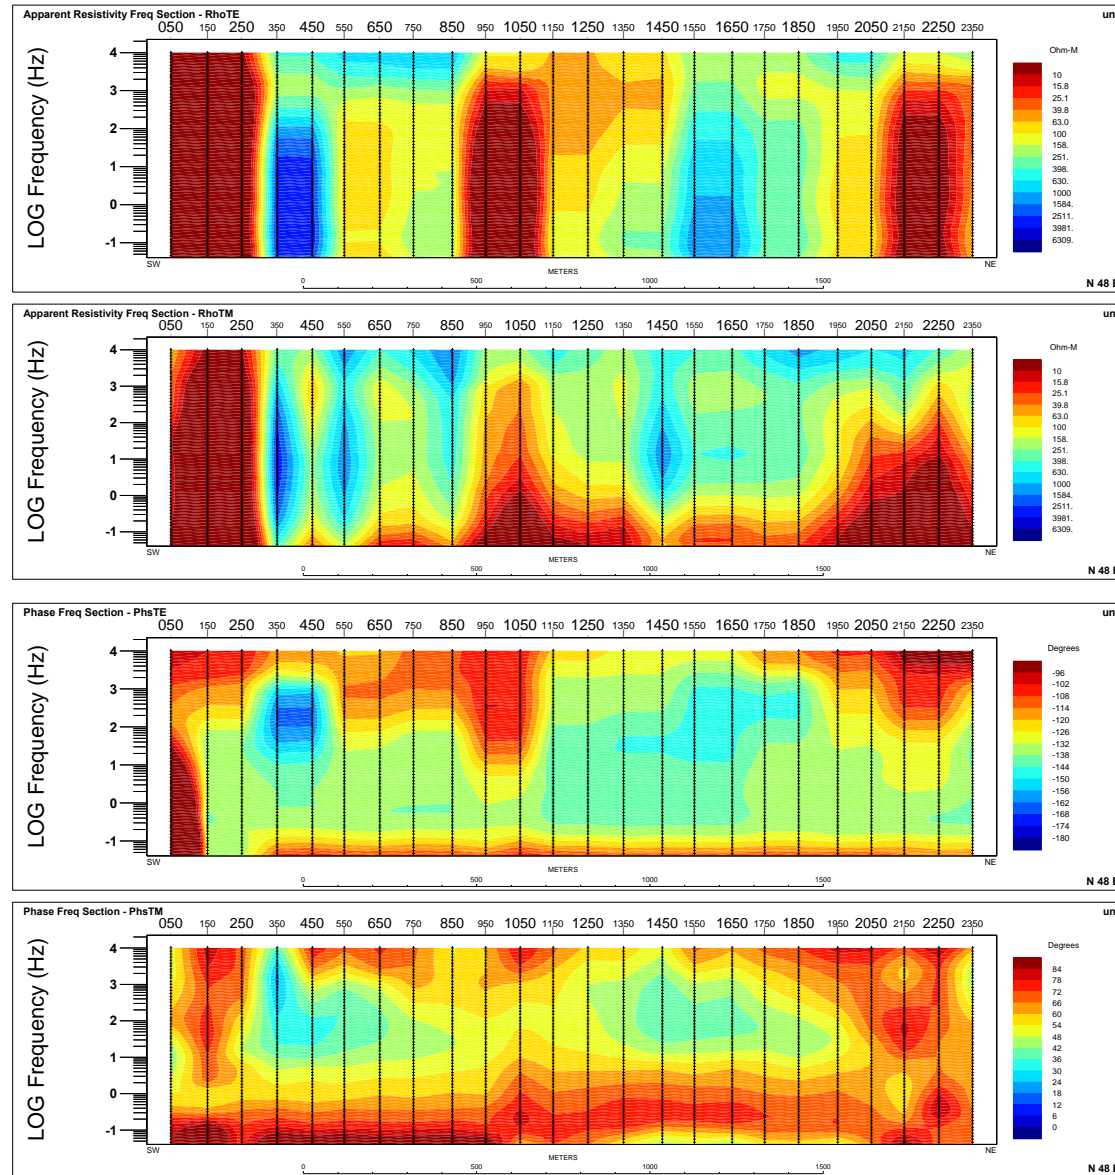 Apparent Resistivity Freq Section - RhoTE un
050 150 250 350 450 550 650 750 850 950 1050 1150 1250 1350 1450 1550 1650 1750 1850 1950 2050 2150 2250 2350
LOG Frequency (Hz)
4
3
2
1
0
-1
Ohm-M
10
15.8
25.1
39.8
63.0
100
158.
251.
398.
630.
1000
1584.
2511.
3981.
6309.
SW NE
METERS
0 500 1000 1500
N 48 E
Apparent Resistivity Freq Section - RhoTM un
050 150 250 350 450 550 650 750 850 950 1050 1150 1250 1350 1450 1550 1650 1750 1850 1950 2050 2150 2250 2350
LOG Frequency (Hz)
4
3
2
1
0
-1
Ohm-M
10
15.8
25.1
39.8
63.0
100
158.
251.
398.
630.
1000
1584.
2511.
3981.
6309.
SW NE
METERS
0 500 1000 1500
N 48 E
Phase Freq Section - PhsTE un
050 150 250 350 450 550 650 750 850 950 1050 1150 1250 1350 1450 1550 1650 1750 1850 1950 2050 2150 2250 2350
LOG Frequency (Hz)
4
3
2
1
0
-1
Degrees
-96
-102
-108
-114
-120
-126
-132
-138
-144
-150
-156
-162
-168
-174
-180
SW NE
METERS
0 500 1000 1500
N 48 E
Phase Freq Section - PhsTM un
050 150 250 350 450 550 650 750 850 950 1050 1150 1250 1350 1450 1550 1650 1750 1850 1950 2050 2150 2250 2350
LOG Frequency (Hz)
4
3
2
1
0
-1
Degrees
84
78
72
66
60
54
48
42
36
30
24
18
12
6
0
SW NE
METERS
0 500 1000 1500
N 48 E